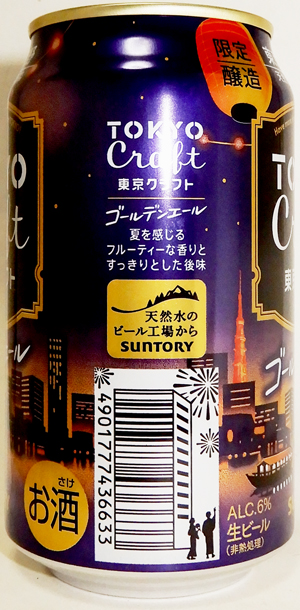 限定
醸造
TOKYO
Craft
東京クラフト
ゴールデンエール
夏を感じる
フルーティーな香りと
すっきりとした後味
天然水の
ビール工場から
SUNTORY
4901777436633
さけ
お酒
ALC.6%
生ビール
(非熱処理)